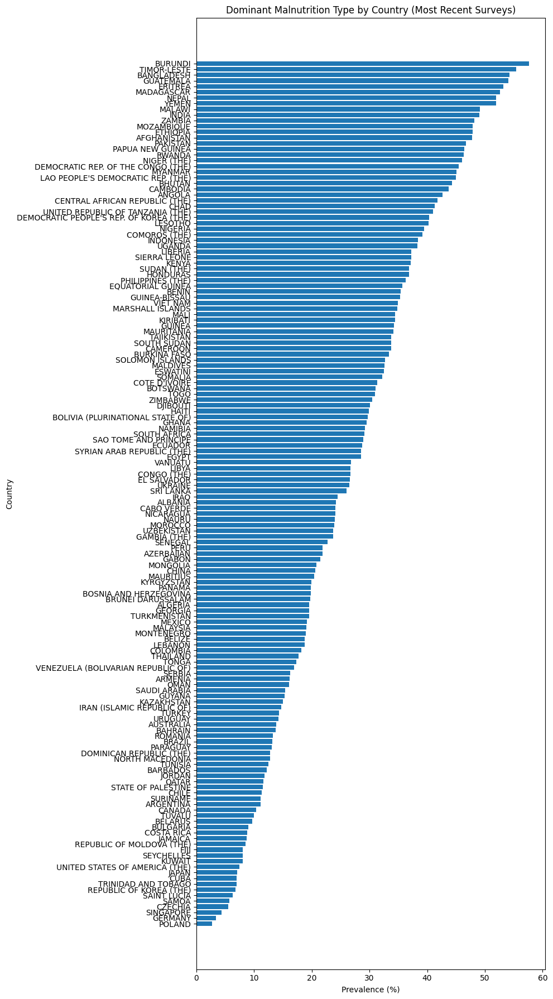 Dominant Malnutrition Type by Country (Most Recent Surveys)
BURUNDI
TIMOR-LESTE
BANGLADESH
GUATEMALA
ERITREA
MADAGASCAR
NEPAL
YEMEN
MALAWI
INDIA
ZAMBIA
MOZAMBIQUE
ETHIOPIA
AFGHANISTAN
PAKISTAN
PAPUA NEW GUINEA
RWANDA
NIGER (THE)
DEMOCRATIC REP. OF THE CONGO (THE)
MYANMAR
LAO PEOPLE'S DEMOCRATIC REP. (THE)
BHUTAN
CAMBODIA
ANGOLA
CENTRAL AFRICAN REPUBLIC (THE)
CHAD
UNITED REPUBLIC OF TANZANIA (THE)
DEMOCRATIC PEOPLE'S REP. OF KOREA (THE)
LESOTHO
NIGERIA
COMOROS (THE)
INDONESIA
UGANDA
LIBERIA
SIERRA LEONE
KENYA
SUDAN (THE)
HONDURAS
PHILIPPINES (THE)
EQUATORIAL GUINEA
BENIN
GUINEA-BISSAU
VIET NAM
MARSHALL ISLANDS
MALI
KIRIBATI
GUINEA
MAURITANIA
TAJIKISTAN
SOUTH SUDAN
CAMEROON
BURKINA FASO
SOLOMON ISLANDS
MALDIVES
ESWATINI
SOMALIA
COTE D'IVOIRE
BOTSWANA
TOGO
ZIMBABWE
DJIBOUTI
HAITI
BOLIVIA (PLURINATIONAL STATE OF)
GHANA
NAMIBIA
SOUTH AFRICA
SAO TOME AND PRINCIPE
ECUADOR
SYRIAN ARAB REPUBLIC (THE)
EGYPT
VANUATU
LIBYA
CONGO (THE)
EL SALVADOR
UKRAINE
SRI LANKA
IRAQ
ALBANIA
CABO VERDE
NICARAGUA
NAURU
MOROCCO
UZBEKISTAN
GAMBIA (THE)
SENEGAL
PERU
AZERBAIJAN
GABON
MONGOLIA
CHINA
MAURITIUS
KYRGYZSTAN
PANAMA
BOSNIA AND HERZEGOVINA
BRUNEI DARUSSALAM
ALGERIA
GEORGIA
TURKMENISTAN
MEXICO
MALAYSIA
MONTENEGRO
BELIZE
LEBANON
COLOMBIA
THAILAND
TONGA
VENEZUELA (BOLIVARIAN REPUBLIC OF)
SERBIA
ARMENIA
OMAN
SAUDI ARABIA
GUYANA
KAZAKHSTAN
IRAN (ISLAMIC REPUBLIC OF)
TURKEY
URUGUAY
AUSTRALIA
BAHRAIN
ROMANIA
BRAZIL
PARAGUAY
DOMINICAN REPUBLIC (THE)
NORTH MACEDONIA
TUNISIA
BARBADOS
JORDAN
QATAR
STATE OF PALESTINE
CHILE
SURINAME
ARGENTINA
CANADA
TUVALU
BELARUS
BULGARIA
COSTA RICA
JAMAICA
REPUBLIC OF MOLDOVA (THE)
FIJI
SEYCHELLES
KUWAIT
UNITED STATES OF AMERICA (THE)
JAPAN
CUBA
TRINIDAD AND TOBAGO
REPUBLIC OF KOREA (THE)
SAINT LUCIA
SAMOA
CZECHIA
SINGAPORE
GERMANY
POLAND
Country
0 10 20 30 40 50 60
Prevalence (%)